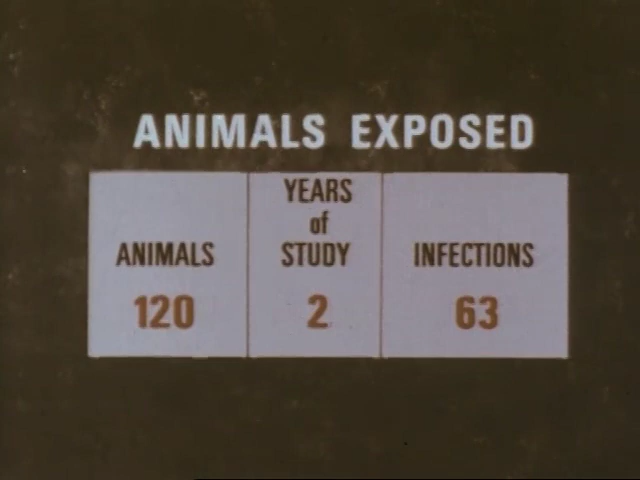 ANIMALS EXPOSED
YEARS
of
ANIMALS STUDY INFECTIONS
120 2 63